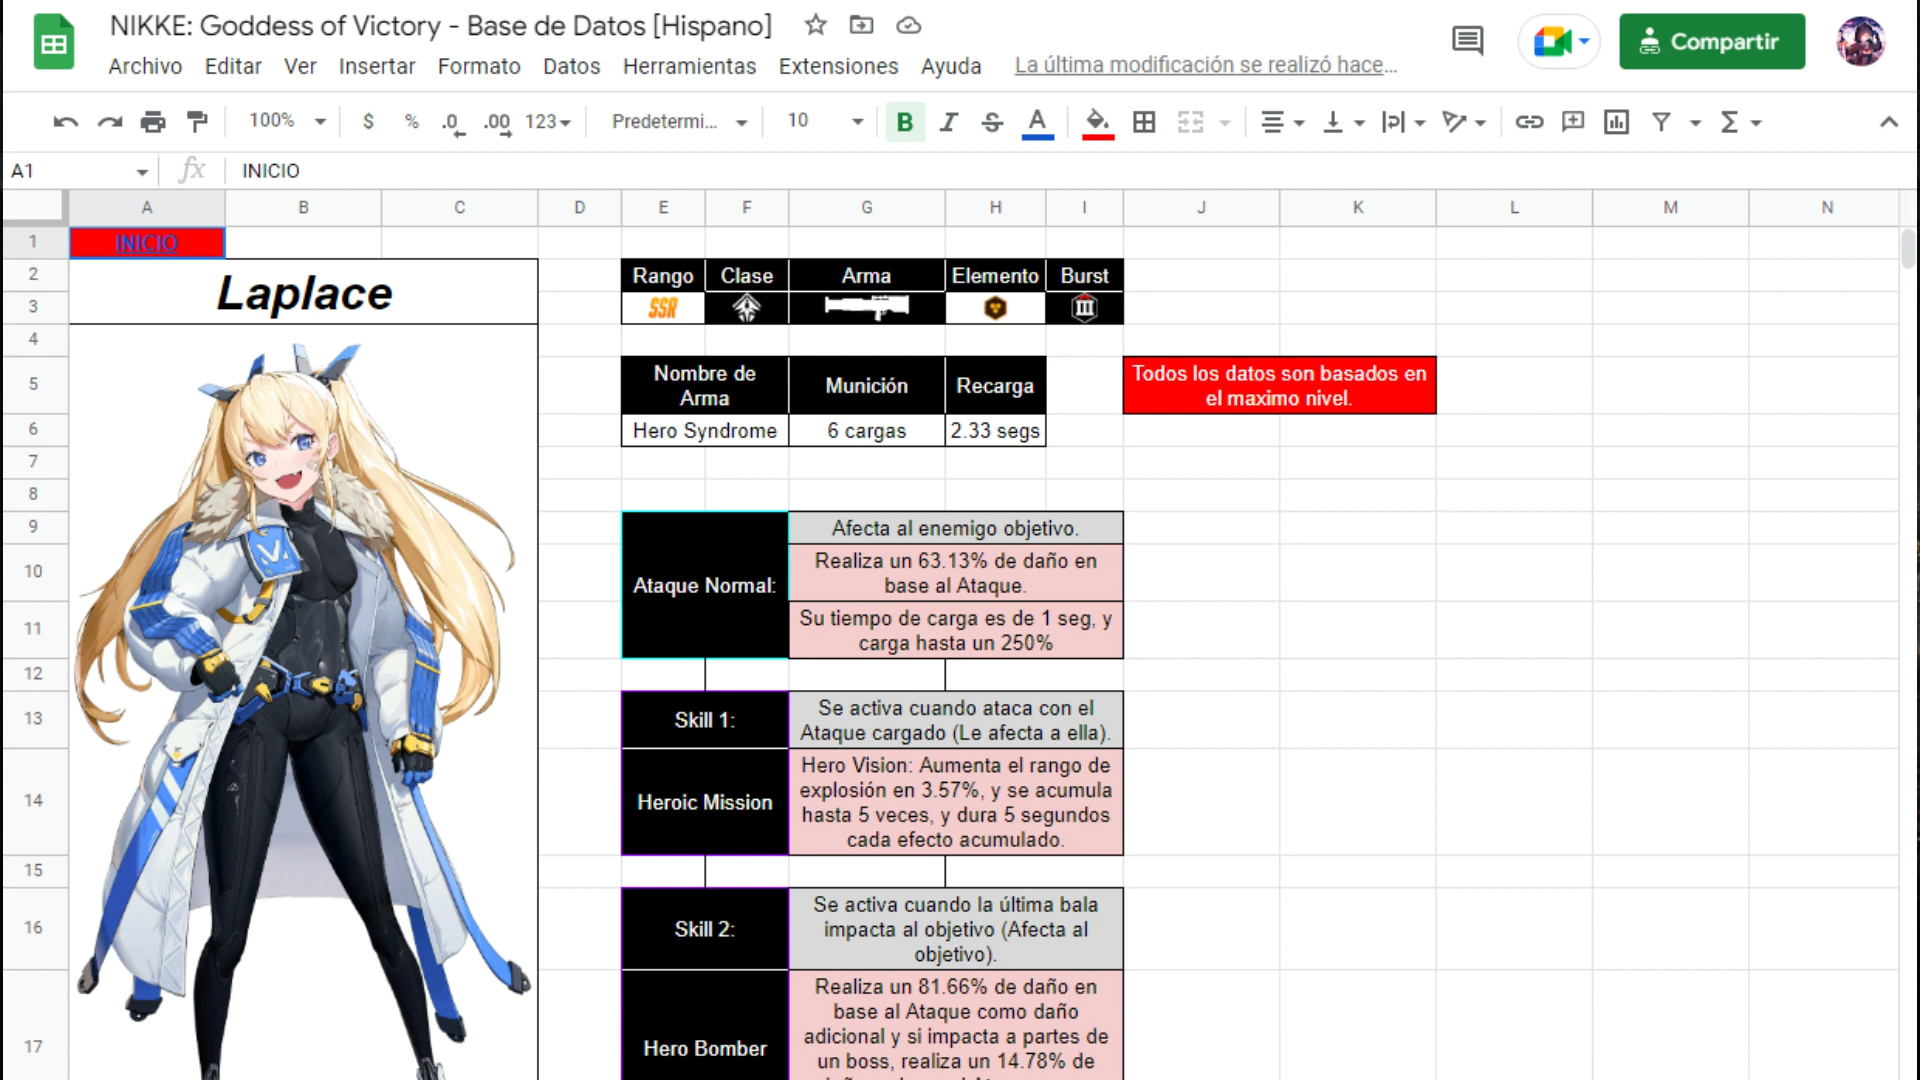 NIKKE: Goddess of Victory - Base de Datos [Hispano]
Archivo Editar Ver Insertar Formato Datos Herramientas Extensiones Ayuda La última modificación se realizó hace...
Compartir
100% $ % .0 .00 123 Predetermi... 10 B I S A
A1 fx INICIO
A B C D E F G H I J K L M N
1 INICIO
2 Laplace Rango Clase Arma Elemento Burst
3 SSR III
4
5 Nombre de Arma Munición Recarga Todos los datos son basados en
el maximo nivel.
6 Hero Syndrome 6 cargas 2.33 segs
7
8
9 Afecta al enemigo objetivo.
10 Realiza un 63.13% de daño en
base al Ataque.
Ataque Normal:
11 Su tiempo de carga es de 1 seg, y
carga hasta un 250%
12
13 Skill 1: Se activa cuando ataca con el
Ataque cargado (Le afecta a ella).
14 Heroic Mission Hero Vision: Aumenta el rango de
explosión en 3.57%, y se acumula
hasta 5 veces, y dura 5 segundos
cada efecto acumulado.
15
16 Skill 2: Se activa cuando la última bala
impacta al objetivo (Afecta al
objetivo).
17 Hero Bomber Realiza un 81.66% de daño en
base al Ataque como daño
adicional y si impacta a partes de
un boss, realiza un 14.78% de